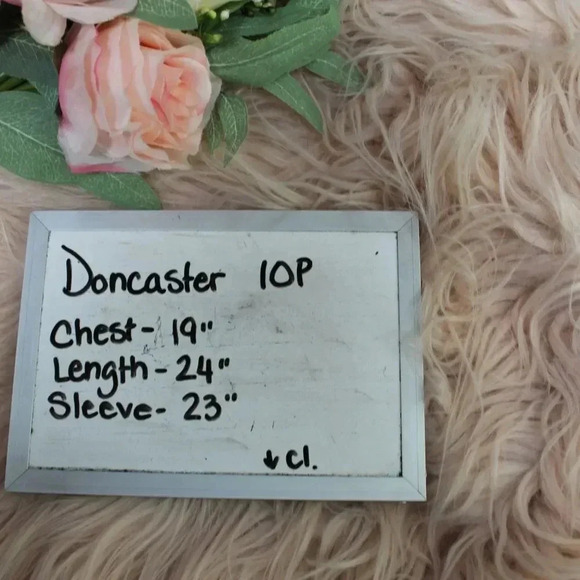 Doncaster 10P
Chest- 19"
Length- 24"
Sleeve- 23"
↓ cl.